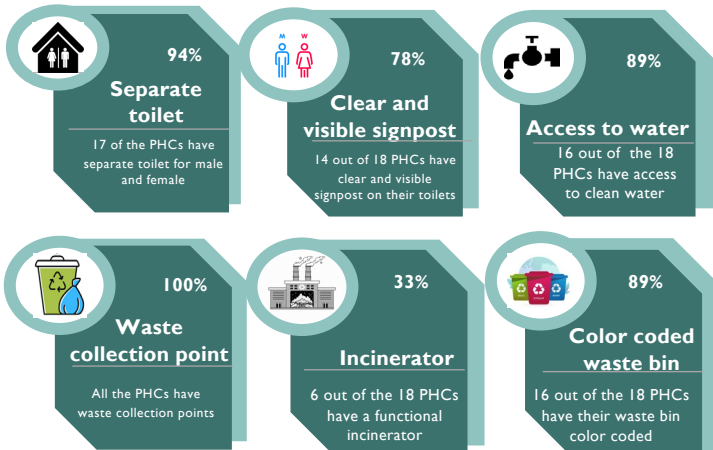 94%
Separate
toilet
17 of the PHCs have
separate toilet for male
and female
M W
78%
Clear and
visible signpost
14 out of 18 PHCs have
clear and visible
signpost on their toilets
89%
Access to water
16 out of the 18
PHCs have access
to clean water
100%
Waste
collection point
All the PHCs have
waste collection points
33%
Incinerator
6 out of the 18 PHCs
have a functional
incinerator
89%
Color coded
waste bin
16 out of the 18 PHCs
have their waste bin
color coded